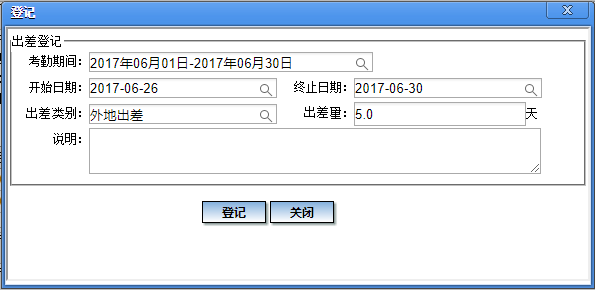 登记
出差登记
考勤期间： 2017年06月01日-2017年06月30日
开始日期： 2017-06-26 终止日期： 2017-06-30
出差类别： 外地出差 出差量： 5.0 天
说明：
登记 关闭